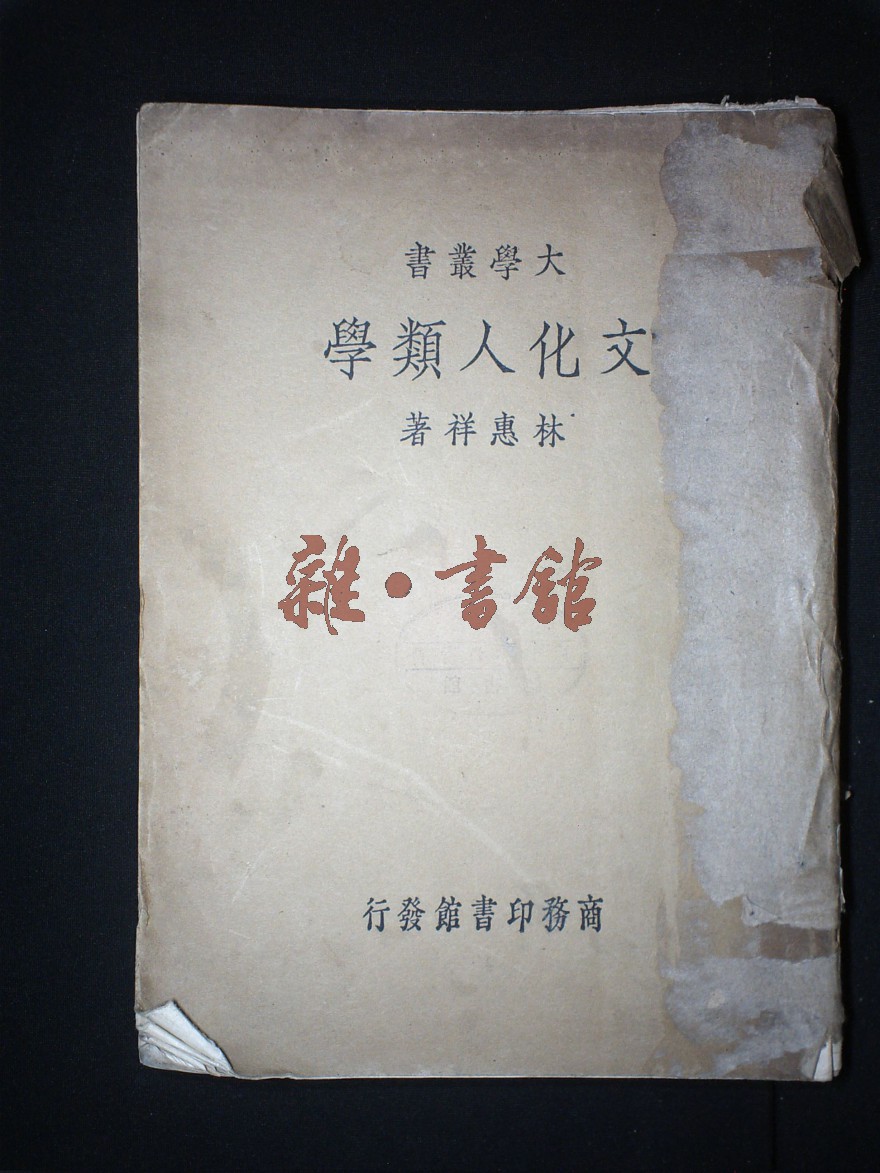 大學叢書
文化人類學
林惠祥著
雜·書館
商務印書館發行